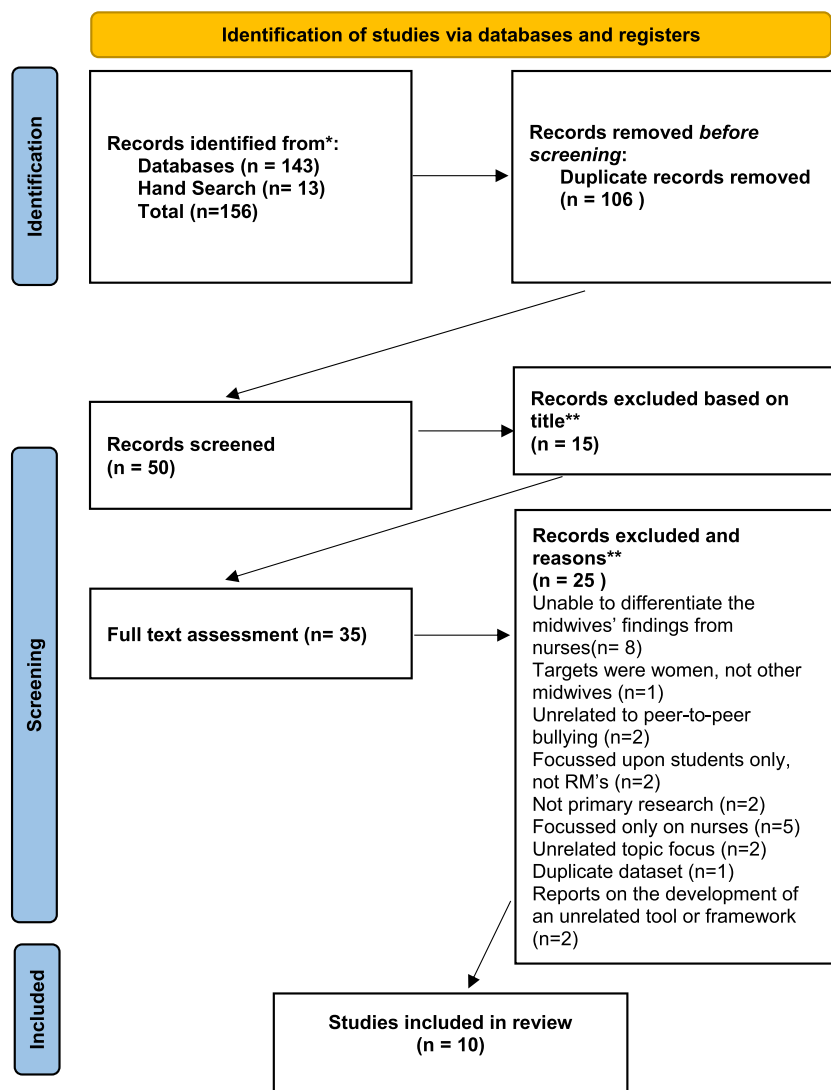 Identification of studies via databases and registers
Identification
Records identified from*:
Databases (n = 143)
Hand Search (n= 13)
Total (n=156)
Records removed before
screening:
Duplicate records removed
(n = 106 )
Screening
Records screened
(n = 50)
Records excluded based on
title**
(n = 15)
Full text assessment (n= 35)
Records excluded and
reasons**
(n = 25 )
Unable to differentiate the
midwives’ findings from
nurses(n= 8)
Targets were women, not other
midwives (n=1)
Unrelated to peer-to-peer
bullying (n=2)
Focussed upon students only,
not RM’s (n=2)
Not primary research (n=2)
Focussed only on nurses (n=5)
Unrelated topic focus (n=2)
Duplicate dataset (n=1)
Reports on the development of
an unrelated tool or framework
(n=2)
Included
Studies included in review
(n = 10)